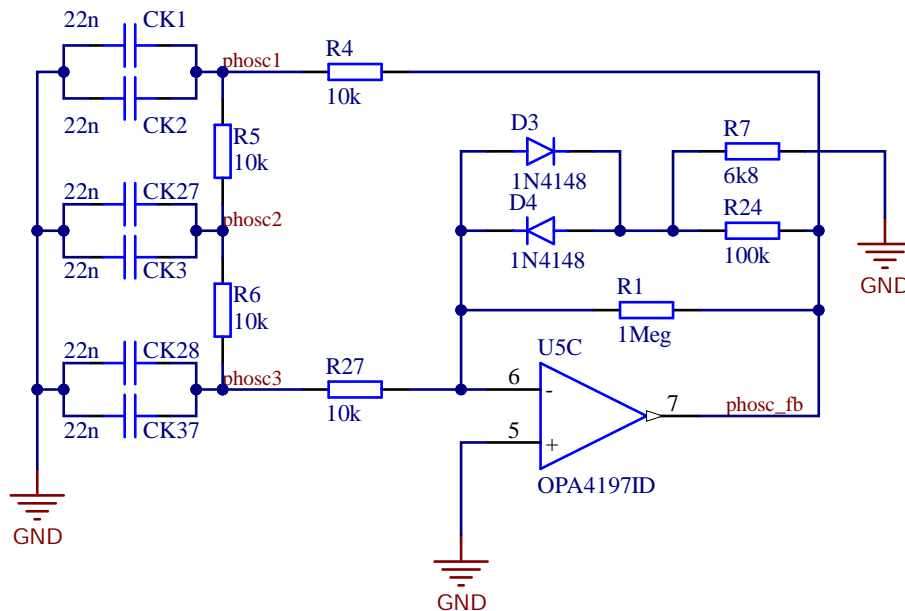 22n CK1
phosc1
R4
10k
22n CK2
R5
10k
D3
1N4148
R7
6k8
22n CK27
phosc2
D4
1N4148
R24
100k
GND
22n CK3
R6
10k
R1
1Meg
22n CK28
phosc3
R27
10k
U5C
6
-
7
phosc_fb
22n CK37
5
+
OPA4197ID
GND
GND